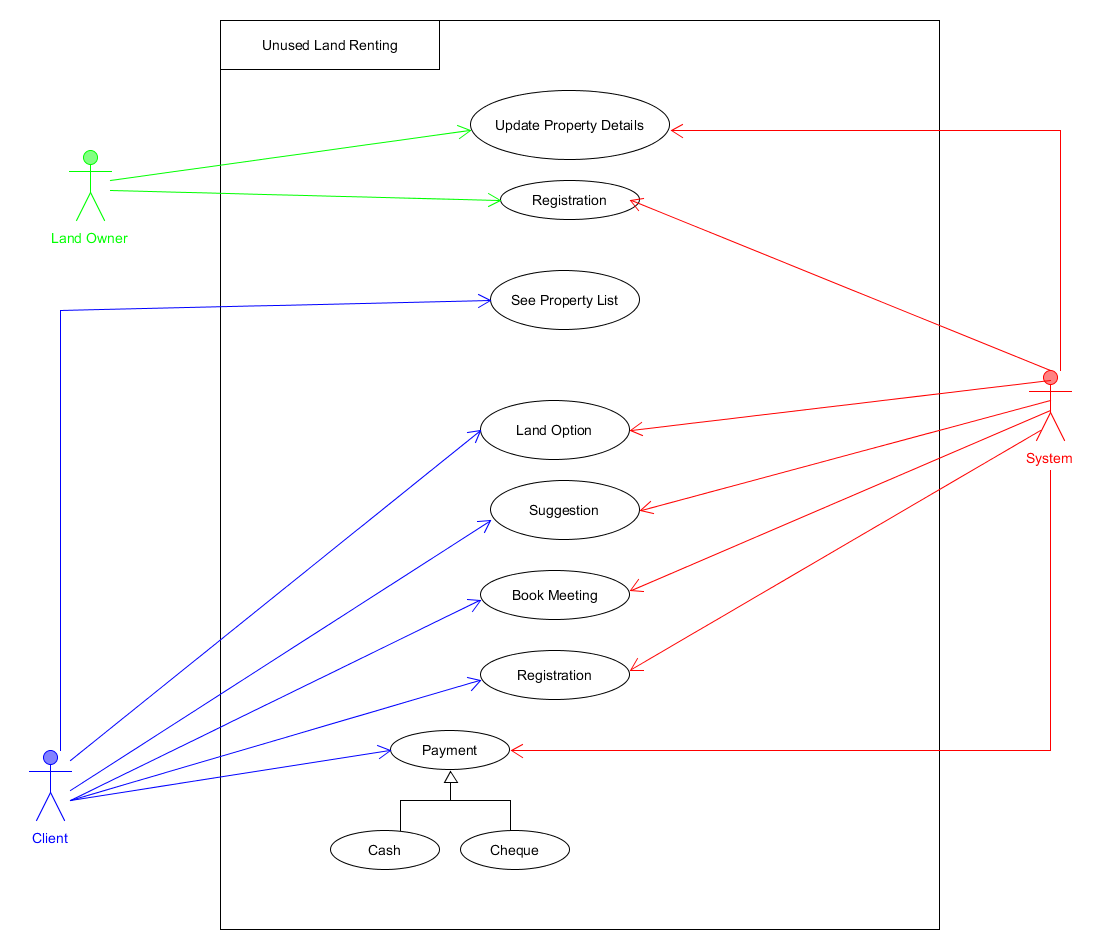 Unused Land Renting
Update Property Details
Registration
Land Owner
See Property List
Land Option
System
Suggestion
Book Meeting
Registration
Payment
Client
Cash
Cheque